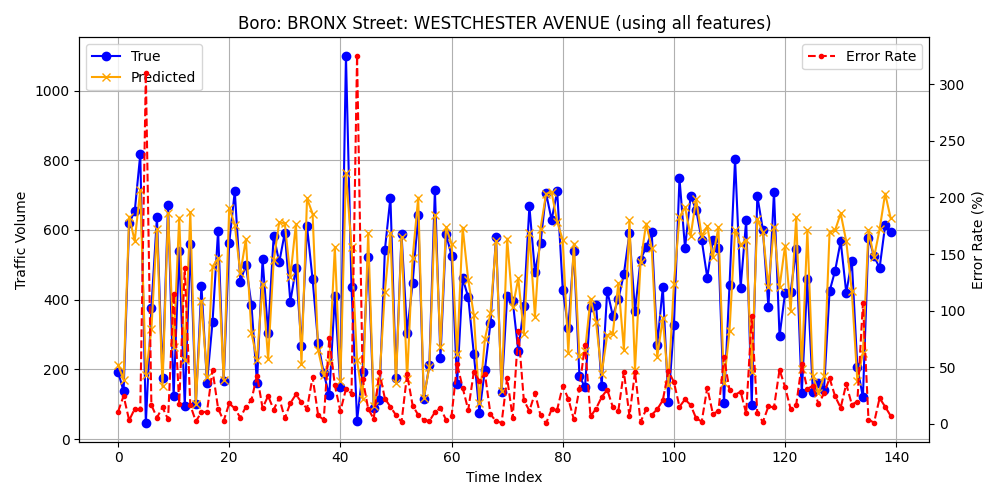 Boro: BRONX Street: WESTCHESTER AVENUE (using all features)
True
Predicted
Error Rate
1000
800
600
400
200
0
Traffic Volume
300
250
200
150
100
50
0
Error Rate (%)
0 20 40 60 80 100 120 140
Time Index